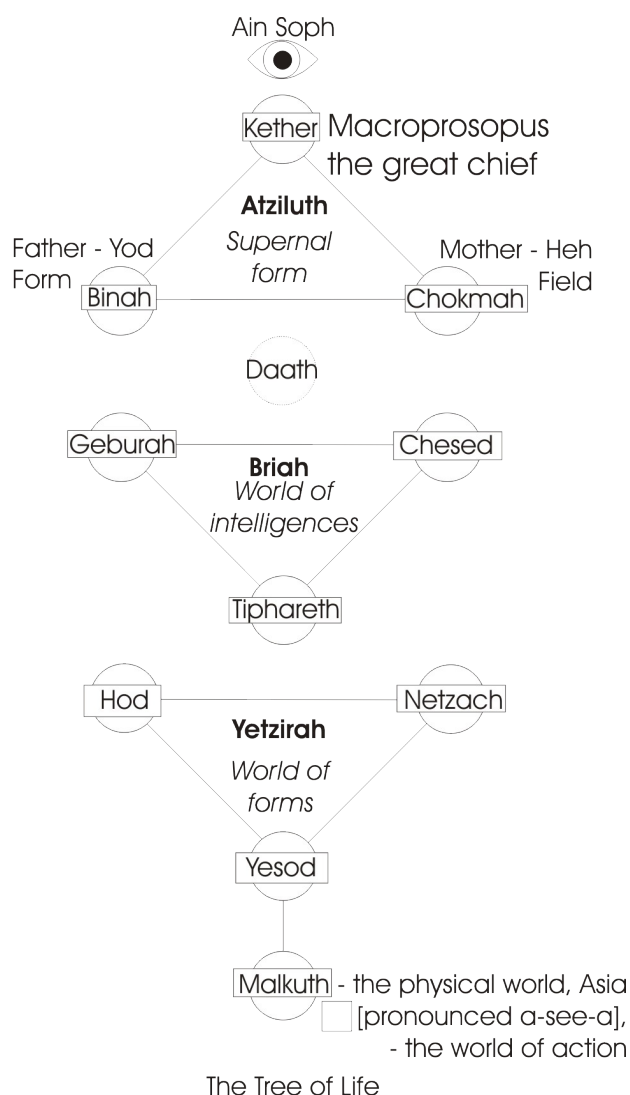 Ain Soph
Kether
Macroprosopus
the great chief
Atziluth
Supernal
form
Father - Yod
Form
Binah
Mother - Heh
Field
Chokmah
Daath
Geburah
Chesed
Briah
World of
intelligences
Tiphareth
Hod
Netzach
Yetzirah
World of
forms
Yesod
Malkuth - the physical world, Asia
[pronounced a-see-a],
- the world of action
The Tree of Life